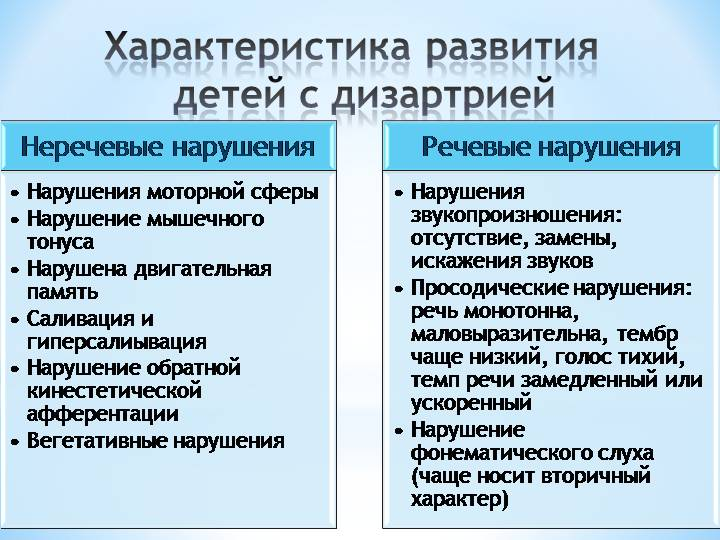 Характеристика развития
детей с дизартрией
Неречевые нарушения
• Нарушения моторной сферы
• Нарушение мышечного
тонуса
• Нарушена двигательная
память
• Саливация и
гиперсалиывация
• Нарушение обратной
кинестетической
афферентации
• Вегетативные нарушения
Речевые нарушения
• Нарушения
звукопроизношения:
отсутствие, замены,
искажения звуков
• Просодические нарушения:
речь монотонна,
маловыразительна, тембр
чаще низкий, голос тихий,
темп речи замедленный или
ускоренный
• Нарушение
фонематического слуха
(чаще носит вторичный
характер)